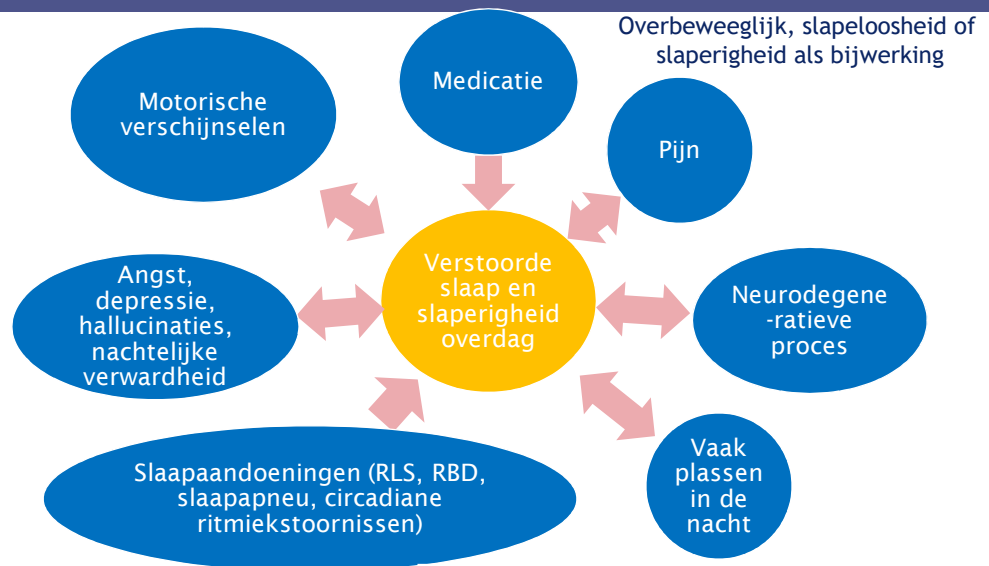 Overbeweeglijk, slapeloosheid of
slaperigheid als bijwerking
Medicatie
Motorische
verschijnselen
Pijn
Verstoorde
slaap en
slaperigheid
overdag
Angst,
depressie,
hallucinaties,
nachtelijke
verwardheid
Neurodegene
-ratieve
proces
Slaapaandoeningen (RLS, RBD,
slaapapneu, circadiane
ritmiekstoornissen)
Vaak
plassen
in de
nacht